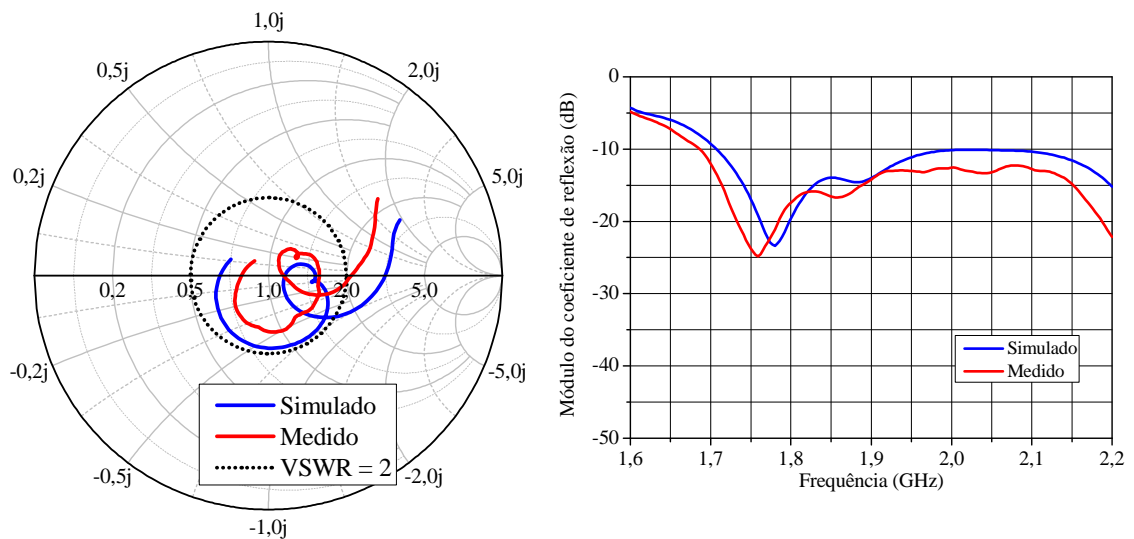 1,0j
0,5j
2,0j
0,2j
5,0j
0,2
0,5
1,0
2,0
5,0
-0,2j
-5,0j
-0,5j
-2,0j
-1,0j
Simulado
Medido
VSWR = 2
Módulo do coeficiente de reflexão (dB)
0
-10
-20
-30
-40
-50
Simulado
Medido
1,6
1,7
1,8
1,9
2,0
2,1
2,2
Frequência (GHz)